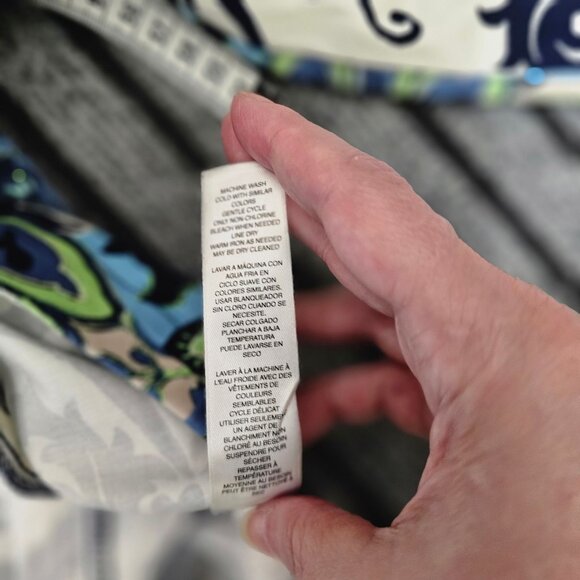 MACHINE WASH
COLD WITH SIMILAR
COLORS
GENTLE CYCLE
ONLY NON-CHLORINE
BLEACH WHEN NEEDED
LINE DRY
WARM IRON AS NEEDED
MAY BE DRY CLEANED
LAVAR A MÁQUINA CON
AGUA FRIA EN
CICLO SUAVE CON
COLORES SIMILARES.
USAR BLANQUEADOR
SIN CLORO CUANDO SE
NECESITE.
SECAR COLGADO
PLANCHAR A BAJA
TEMPERATURA
PUEDE LAVARSE EN
SECO
LAVER À LA MACHINE À
L'EAU FROIDE AVEC DES
VÊTEMENTS DE
COULEURS
SEMBLABLES
CYCLE DÉLICAT
UTILISER SEULEMENT
UN AGENT DE
BLANCHIMENT NON
CHLORÉ AU BESOIN
SUSPENDRE POUR
SÉCHER
REPASSER À
TEMPÉRATURE
MOYENNE AU BESOIN
PEUT ÊTRE NETTOYÉ À
SEC